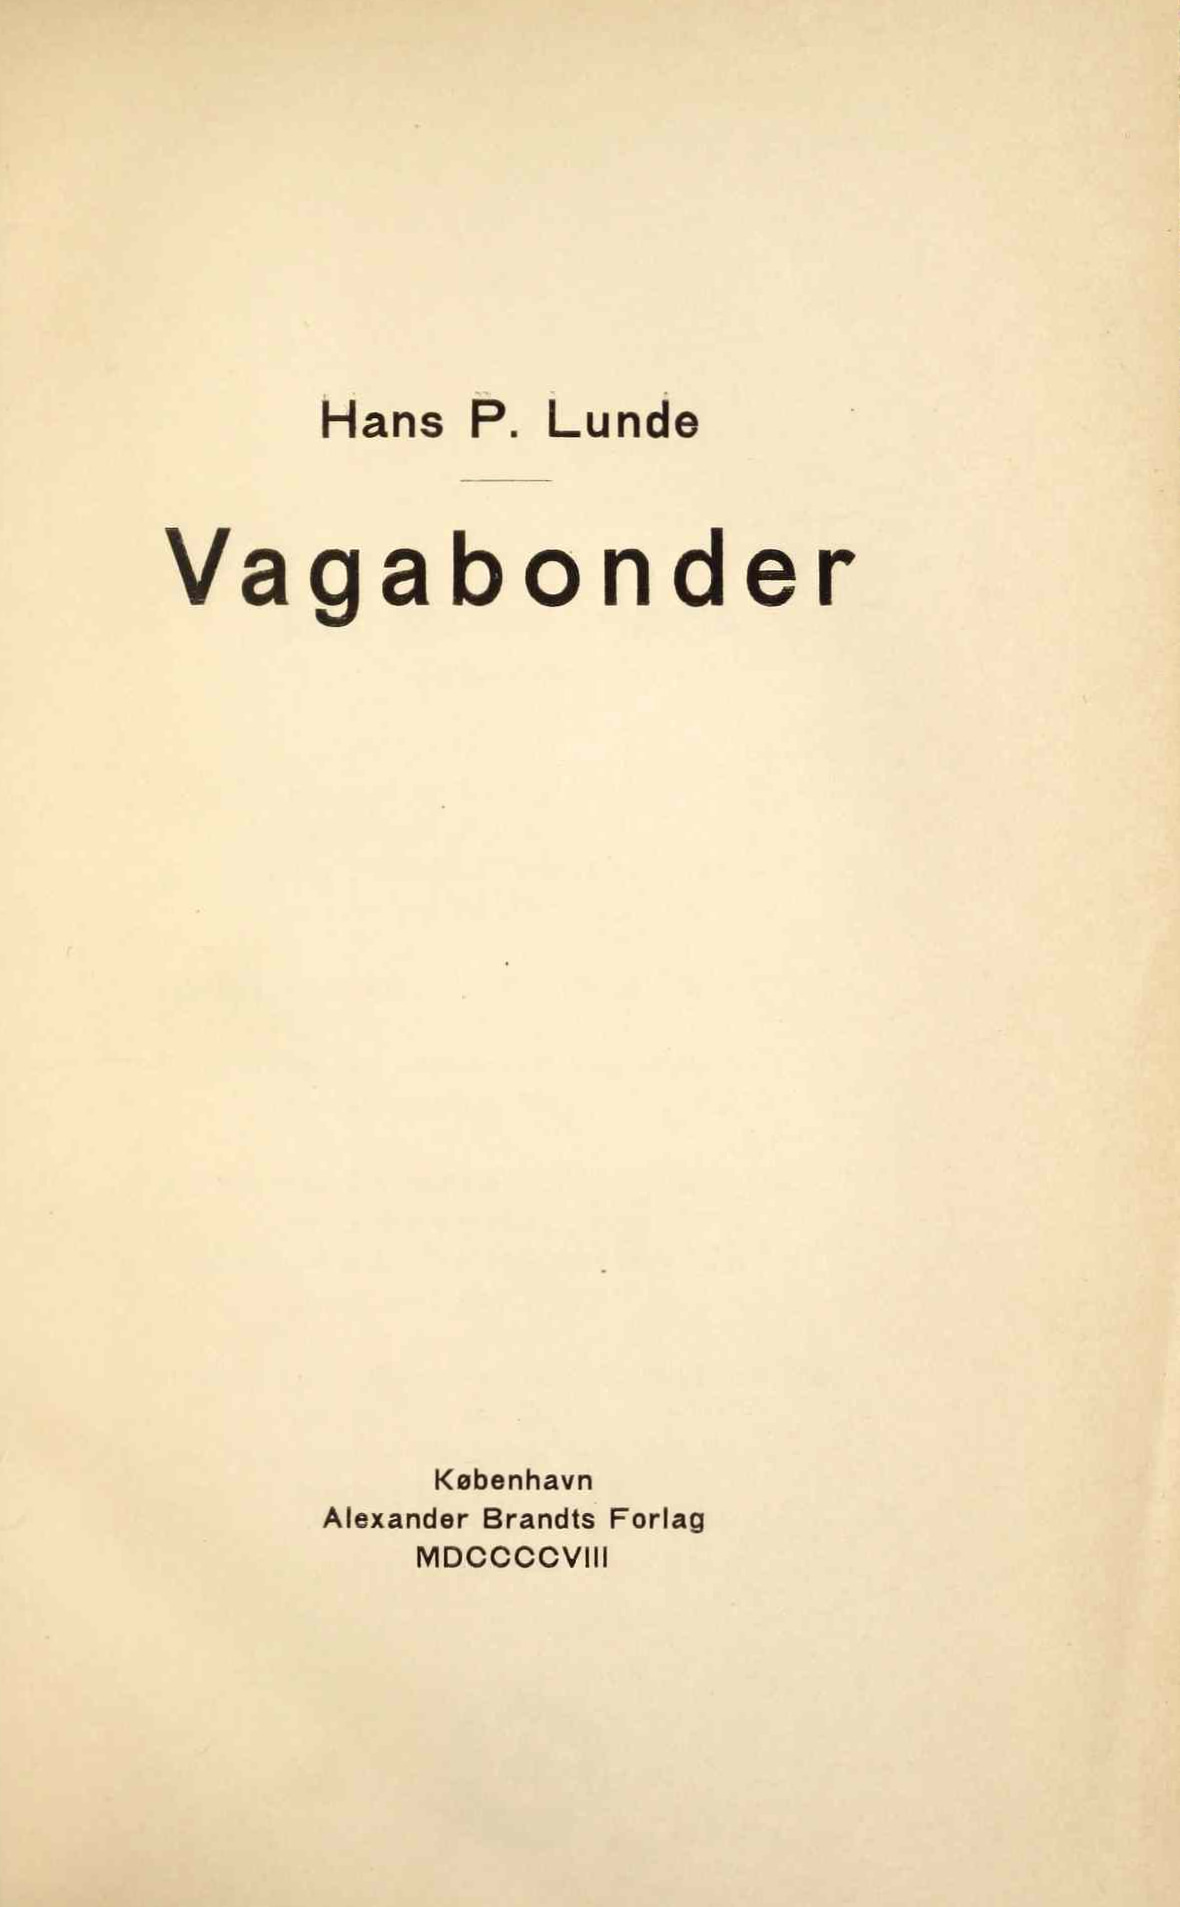 Hans P. Lunde
Vagabonder
København
Alexander Brandts Forlag
MDCCCCVIII